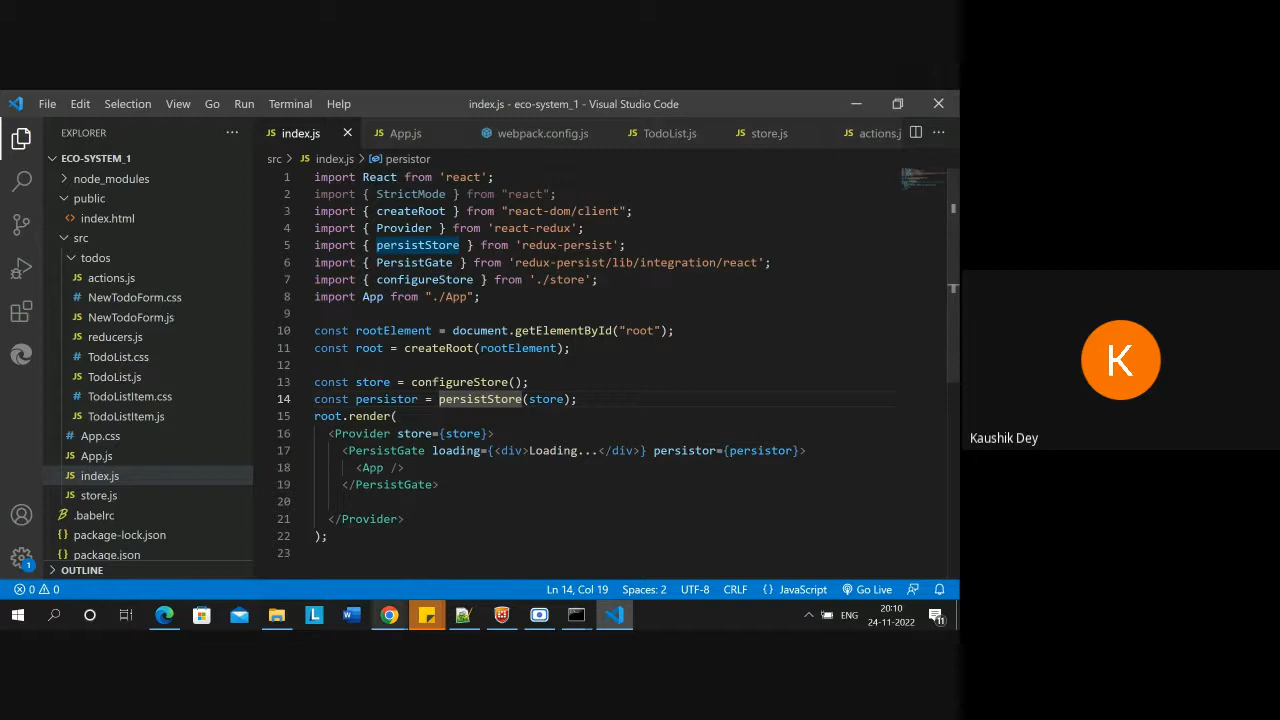 File Edit Selection View Go Run Terminal Help
index.js - eco-system_1 - Visual Studio Code
EXPLORER
ECO-SYSTEM_1
node_modules
public
index.html
src
todos
actions.js
NewTodoForm.css
NewTodoForm.js
reducers.js
TodoList.css
TodoList.js
TodoListItem.css
TodoListItem.js
App.css
App.js
index.js
store.js
.babelrc
package-lock.json
package.json
OUTLINE
index.js App.js webpack.config.js TodoList.js store.js actions.j
src index.js persistor
1 import React from 'react';
2 import { StrictMode } from "react";
3 import { createRoot } from "react-dom/client";
4 import { Provider } from 'react-redux';
5 import { persistStore } from 'redux-persist';
6 import { PersistGate } from 'redux-persist/lib/integration/react';
7 import { configureStore } from './store';
8 import App from "./App";
9
10 const rootElement = document.getElementById("root");
11 const root = createRoot(rootElement);
12
13 const store = configureStore();
14 const persistor = persistStore(store);
15 root.render(
16 <Provider store={store}>
17 <PersistGate loading={<div>Loading...</div>} persistor={persistor}>
18 <App />
19 </PersistGate>
20
21 </Provider>
22 );
23
0 0
Ln 14, Col 19 Spaces: 2 UTF-8 CRLF {} JavaScript Go Live
ENG
20:10
24-11-2022
K
Kaushik Dey